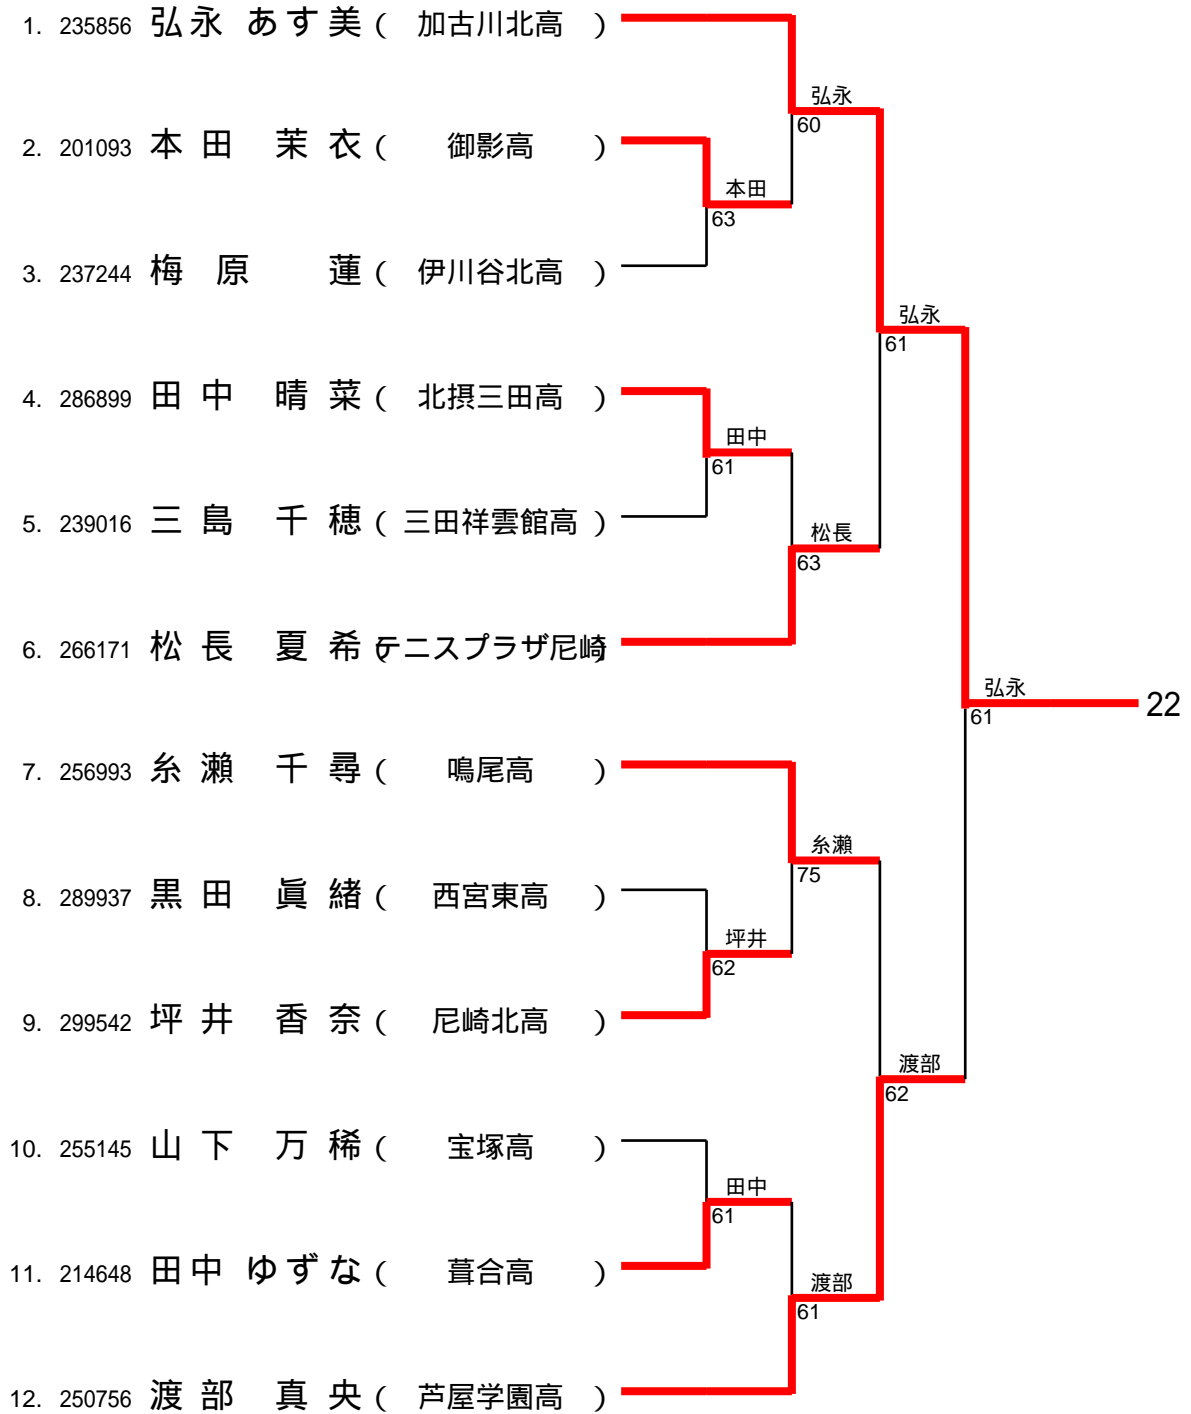 1. 235856 弘永 あす美 ( 加古川北高 )
弘永
60
2. 201093 本田 茉衣 ( 御影高 )
本田
63
3. 237244 梅原 蓮 ( 伊川谷北高 )
弘永
61
4. 286899 田中 晴菜 ( 北摂三田高 )
田中
61
5. 239016 三島 千穂 ( 三田祥雲館高 )
松長
63
6. 266171 松長 夏希 (テニスプラザ尼崎)
弘永
61
22
7. 256993 糸瀬 千尋 ( 鳴尾高 )
糸瀬
75
8. 289937 黒田 眞緒 ( 西宮東高 )
坪井
62
9. 299542 坪井 香奈 ( 尼崎北高 )
渡部
62
10. 255145 山下 万稀 ( 宝塚高 )
田中
61
11. 214648 田中 ゆずな ( 葺合高 )
渡部
61
12. 250756 渡部 真央 ( 芦屋学園高 )